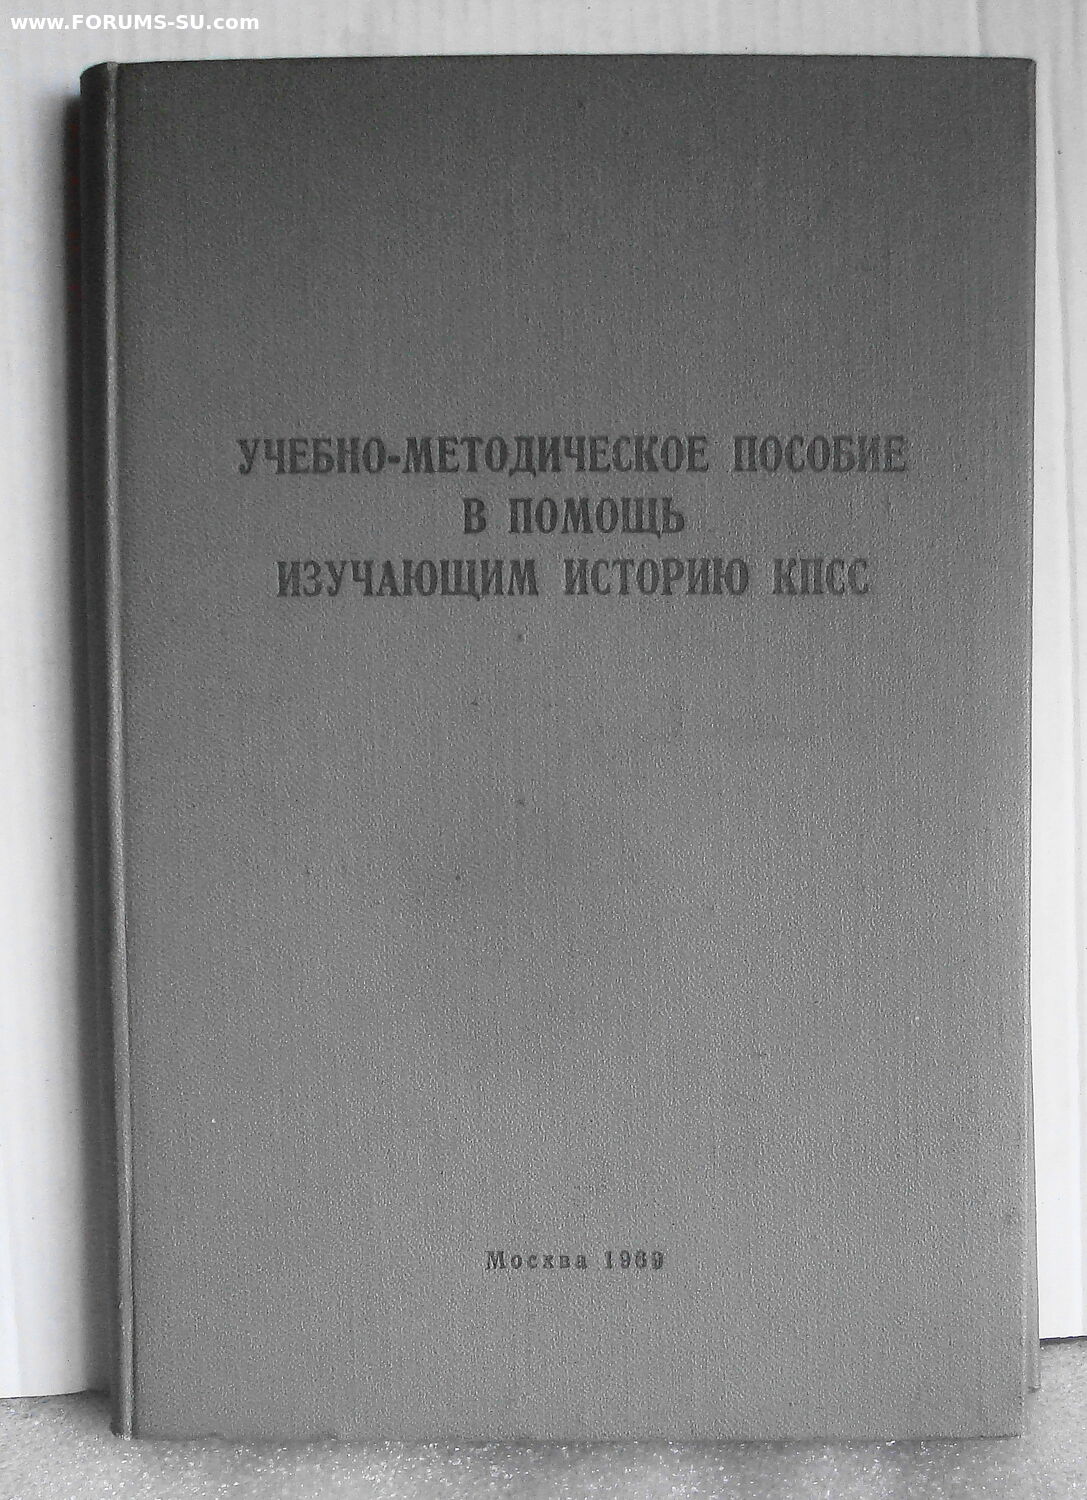 www.FORUMS-SU.com
УЧЕБНО-МЕТОДИЧЕСКОЕ ПОСОБИЕ
В ПОМОЩЬ
ИЗУЧАЮЩИМ ИСТОРИЮ КПСС
Москва 1969